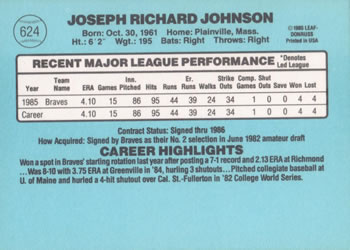 624
JOSEPH RICHARD JOHNSON
Born: Oct. 30, 1961 Home: Plainville, Mass.
Ht: 6'2" Wgt: 195 Bats: Right Throws: Right
© 1986 LEAF-
DONRUSS
Printed in USA
RECENT MAJOR LEAGUE PERFORMANCE *Denotes Led League
Year Team Name ERA Games Inn. Pitched Hits Runs Er. Runs Walks Strike Outs Comp. Games Shut Outs Saves Won Lost
1985 Braves 4.10 15 86 95 44 39 24 34 1 0 0 4 4
Career 4.10 15 86 95 44 39 24 34 1 0 0 4 4
Contract Status: Signed thru 1986
How Acquired: Signed by Braves as their No. 2 selection in June 1982 amateur draft
CAREER HIGHLIGHTS
Won a spot in Braves' starting rotation last year after posting a 7-1 record and 2.13 ERA at Richmond
...Was 8-10 with 3.75 ERA at Greenville in '84, hurling 3 shutouts...Pitched collegiate baseball at
U. of Maine and hurled a 4-hit shutout over Cal. St.-Fullerton in '82 College World Series.